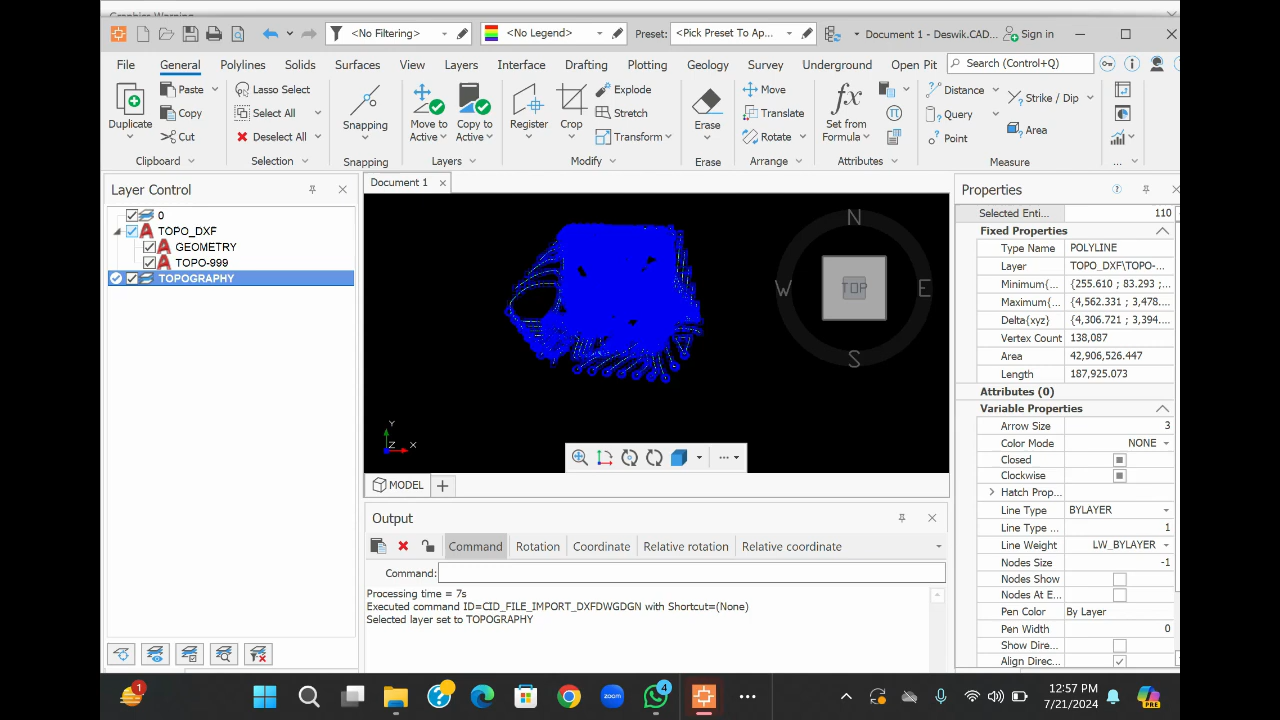 <No Filtering>
<No Legend>
Preset:
<Pick Preset To Ap...
Document 1 - Deswik.CAD...
Sign in
File
General
Polylines
Solids
Surfaces
View
Layers
Interface
Drafting
Plotting
Geology
Survey
Underground
Open Pit
Search (Control+Q)
Duplicate
Paste
Copy
Cut
Clipboard
Lasso Select
Select All
Deselect All
Selection
Snapping
Snapping
Move to
Active
Copy to
Active
Layers
Register
Crop
Explode
Stretch
Transform
Modify
Erase
Erase
Move
Translate
Rotate
Arrange
fx
Set from
Formula
Attributes
Distance
Query
Point
Strike / Dip
Area
Measure
...
Layer Control
0
TOPO_DXF
GEOMETRY
TOPO-999
TOPOGRAPHY
Document 1
N
W
TOP
E
S
Y
Z
X
MODEL
Output
Command
Rotation
Coordinate
Relative rotation
Relative coordinate
Command:
Processing time = 7s
Executed command ID=CID_FILE_IMPORT_DXFDWGDGN with Shortcut=(None)
Selected layer set to TOPOGRAPHY
Properties
Selected Enti... 110
Fixed Properties
Type Name POLYLINE
Layer TOPO_DXF\TOPO-...
Minimum{... {255.610 ; 83.293 ;...
Maximum{... {4,562.331 ; 3,478....
Delta{xyz} {4,306.721 ; 3,394....
Vertex Count 138,087
Area 42,906,526.447
Length 187,925.073
Attributes (0)
Variable Properties
Arrow Size 3
Color Mode NONE
Closed
Clockwise
Hatch Prop...
Line Type BYLAYER
Line Type ... 1
Line Weight LW_BYLAYER
Nodes Size -1
Nodes Show
Nodes At E...
Pen Color By Layer
Pen Width 0
Show Dire...
Align Direc...
1
zoom
4
PRE
12:57 PM
7/21/2024